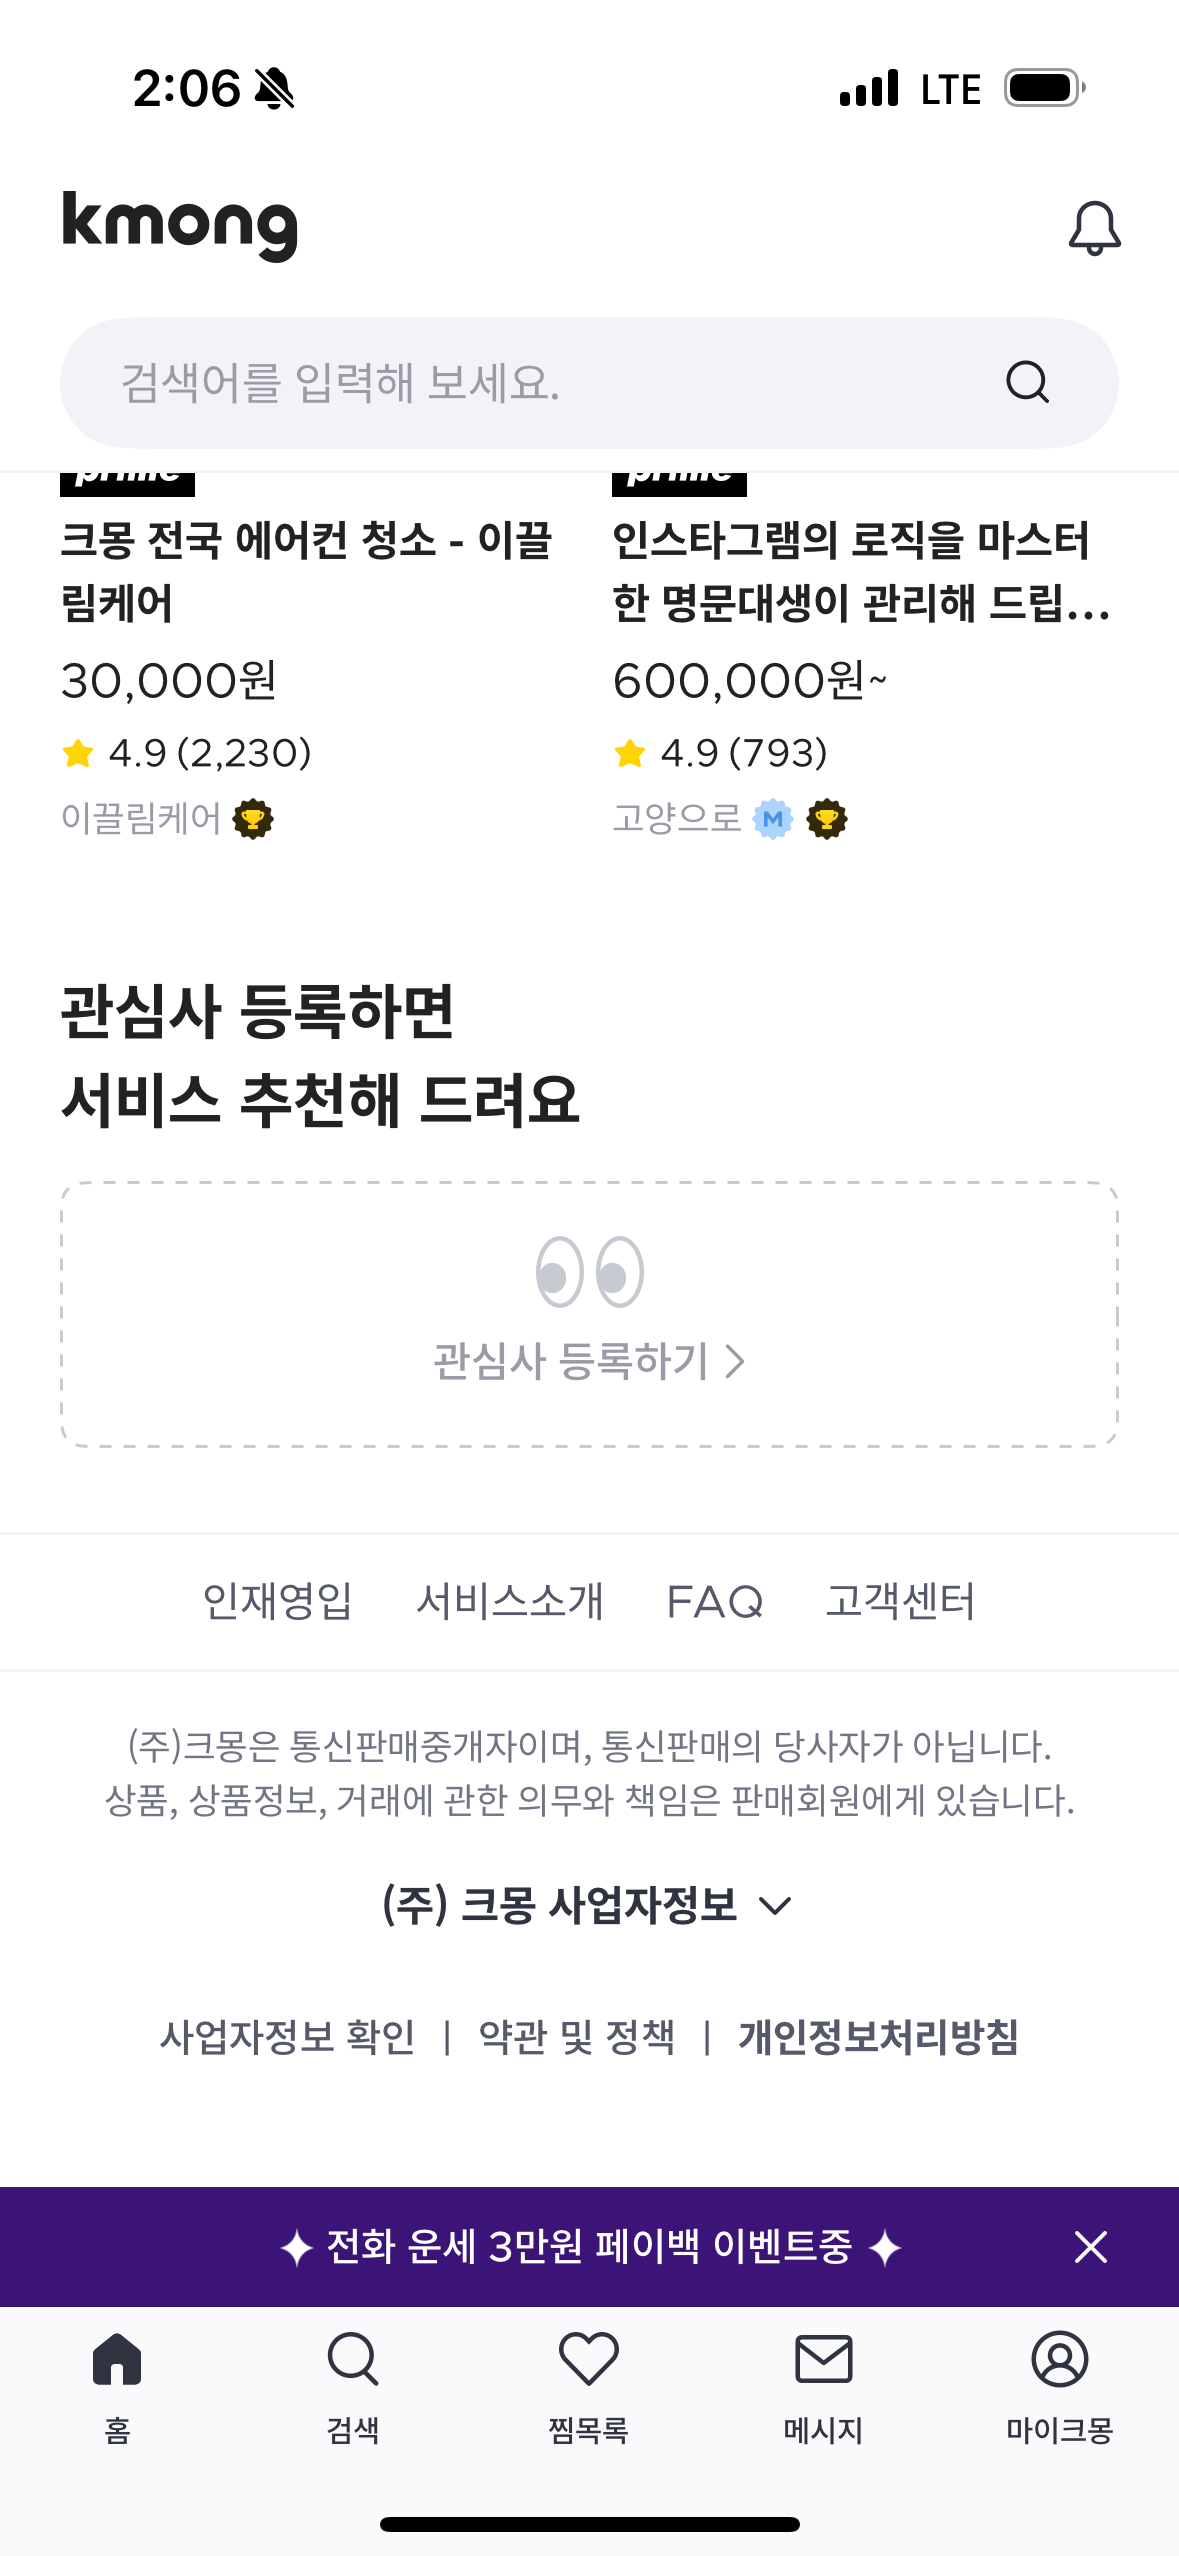 2:06 LTE
kmong
검색어를 입력해 보세요.
prime prime
크몽 전국 에어컨 청소 - 이끌
림케어
30,000원
4.9 (2,230)
이끌림케어
인스타그램의 로직을 마스터
한 명문대생이 관리해 드립...
600,000원~
4.9 (793)
고양으로 M
관심사 등록하면
서비스 추천해 드려요
관심사 등록하기
인재영입 서비스소개 FAQ 고객센터
(주)크몽은 통신판매중개자이며, 통신판매의 당사자가 아닙니다.
상품, 상품정보, 거래에 관한 의무와 책임은 판매회원에게 있습니다.
(주) 크몽 사업자정보
사업자정보 확인 | 약관 및 정책 | 개인정보처리방침
전화 운세 3만원 페이백 이벤트중
홈 검색 찜목록 메시지 마이크몽